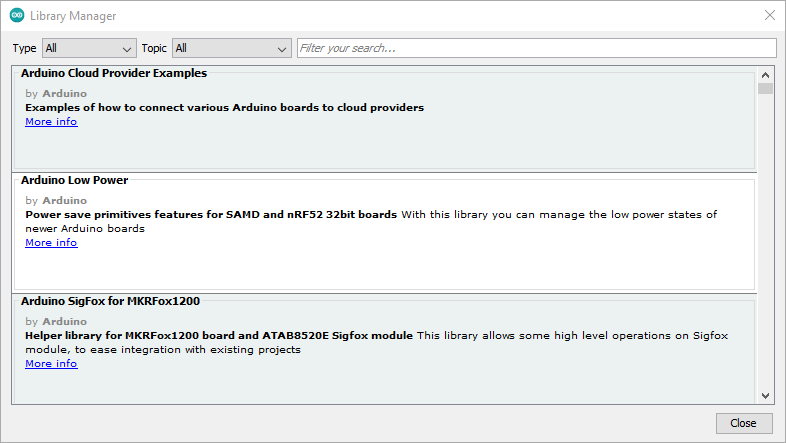 Library Manager
Type All Topic All Filter your search...
Arduino Cloud Provider Examples
by Arduino
Examples of how to connect various Arduino boards to cloud providers
More info
Arduino Low Power
by Arduino
Power save primitives features for SAMD and nRF52 32bit boards With this library you can manage the low power states of
newer Arduino boards
More info
Arduino SigFox for MKRFox1200
by Arduino
Helper library for MKRFox1200 board and ATAB8520E Sigfox module This library allows some high level operations on Sigfox
module, to ease integration with existing projects
More info
Close